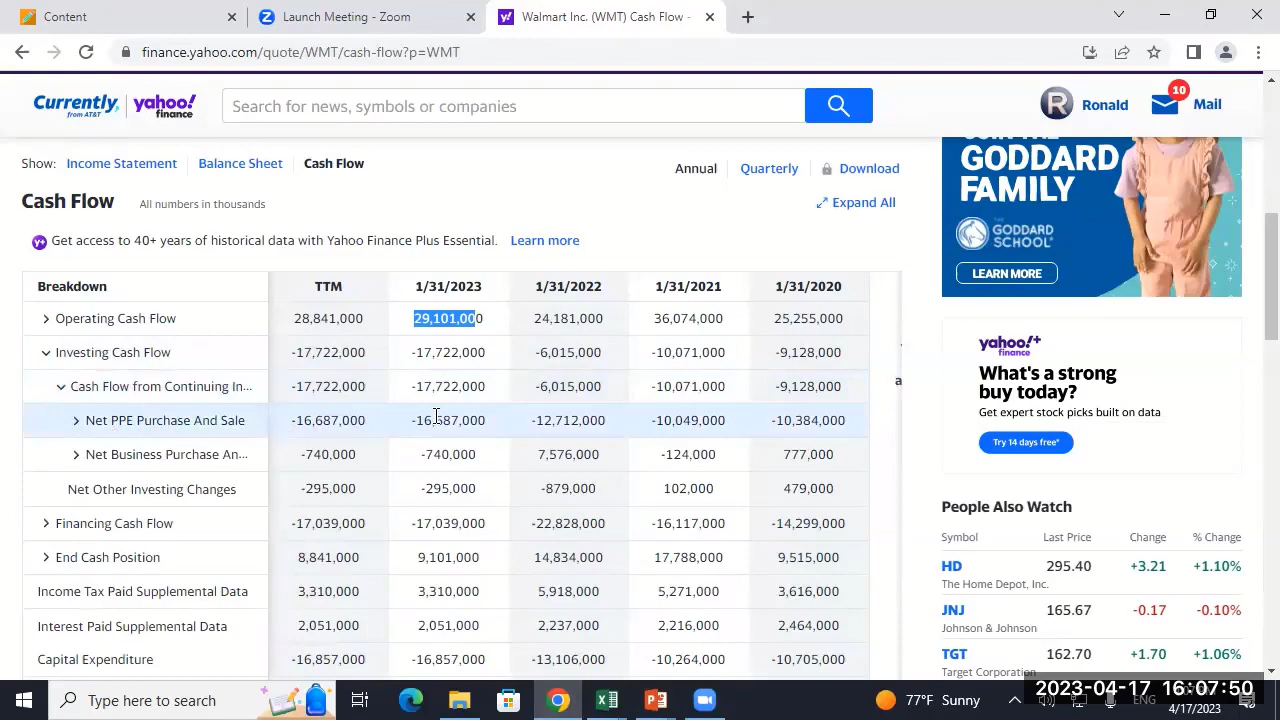 Content
Launch Meeting - Zoom
Walmart Inc. (WMT) Cash Flow -
finance.yahoo.com/quote/WMT/cash-flow?p=WMT
Currently, from AT&T yahoo! finance
Search for news, symbols or companies
R Ronald
10 Mail
Show: Income Statement Balance Sheet Cash Flow
Annual Quarterly Download
Cash Flow All numbers in thousands
Expand All
y+ Get access to 40+ years of historical data with Yahoo Finance Plus Essential. Learn more
Breakdown TTM 1/31/2023 1/31/2022 1/31/2021 1/31/2020
Operating Cash Flow 28,841,000 29,101,000 24,181,000 36,074,000 25,255,000
Investing Cash Flow -17,722,000 -17,722,000 -6,015,000 -10,071,000 -9,128,000
Cash Flow from Continuing In... -17,722,000 -17,722,000 -6,015,000 -10,071,000 -9,128,000
Net PPE Purchase And Sale -16,687,000 -16,687,000 -12,712,000 -10,049,000 -10,384,000
Net Business Purchase An... -740,000 -740,000 7,576,000 -124,000 777,000
Net Other Investing Changes -295,000 -295,000 -879,000 102,000 479,000
Financing Cash Flow -17,039,000 -17,039,000 -22,828,000 -16,117,000 -14,299,000
End Cash Position 8,841,000 9,101,000 14,834,000 17,788,000 9,515,000
Income Tax Paid Supplemental Data 3,310,000 3,310,000 5,918,000 5,271,000 3,616,000
Interest Paid Supplemental Data 2,051,000 2,051,000 2,237,000 2,216,000 2,464,000
Capital Expenditure -16,857,000 -16,857,000 -13,106,000 -10,264,000 -10,705,000
GODDARD
FAMILY
THE
GODDARD
SCHOOL
LEARN MORE
yahoo!+
finance
What's a strong
buy today?
Get expert stock picks built on data
Try 14 days free*
People Also Watch
Symbol Last Price Change % Change
HD 295.40 +3.21 +1.10%
The Home Depot, Inc.
JNJ 165.67 -0.17 -0.10%
Johnson & Johnson
TGT 162.70 +1.70 +1.06%
Target Corporation
Type here to search
77°F Sunny
ENG
2023-04-17 16:07:50
4/17/2023